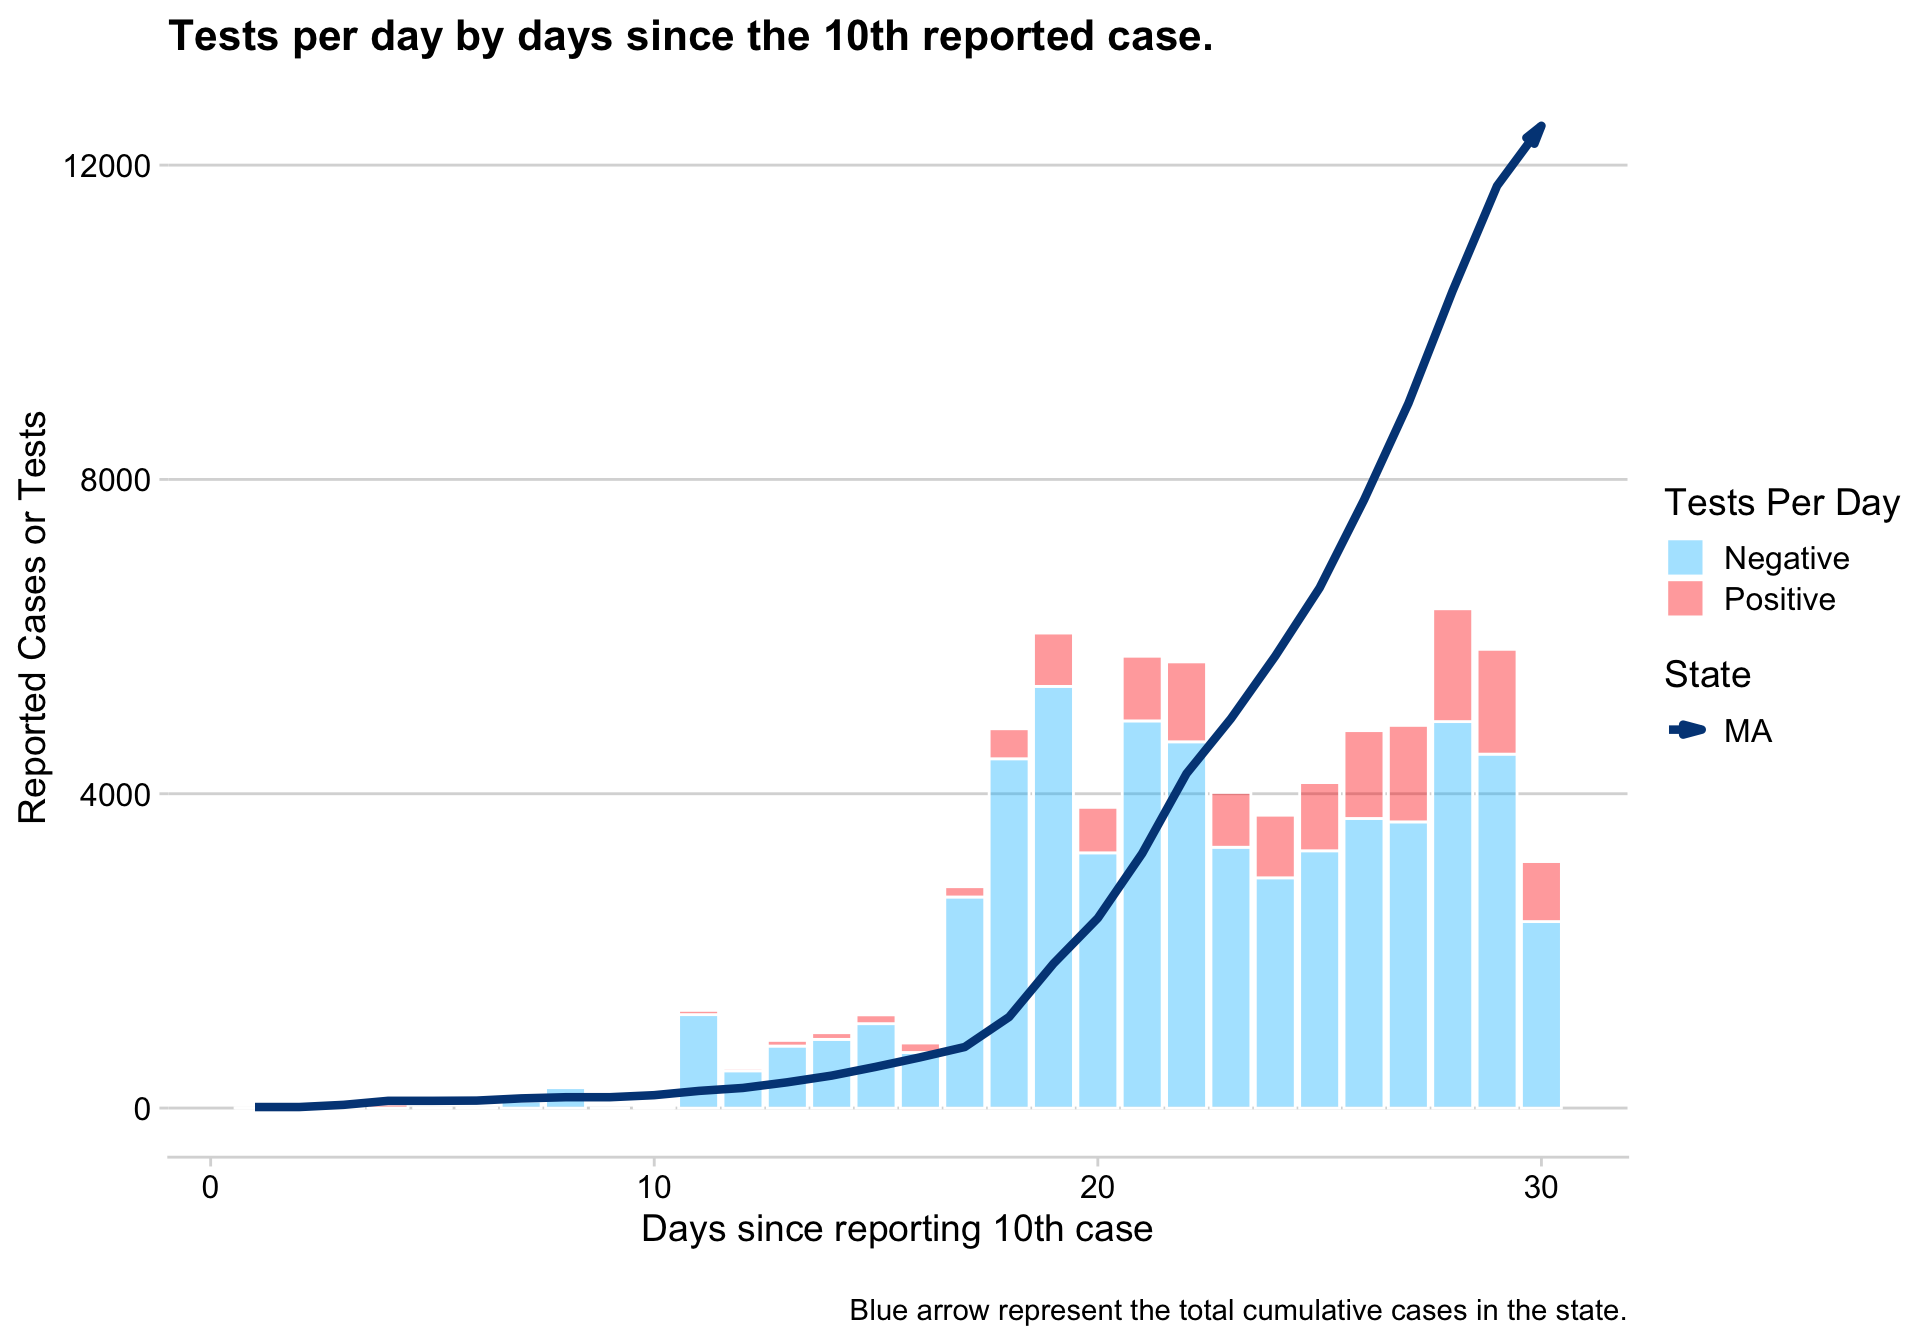 Tests per day by days since the 10th reported case.
12000
8000
4000
0
Reported Cases or Tests
0 10 20 30
Days since reporting 10th case
Tests Per Day
Negative
Positive
State
MA
Blue arrow represent the total cumulative cases in the state.